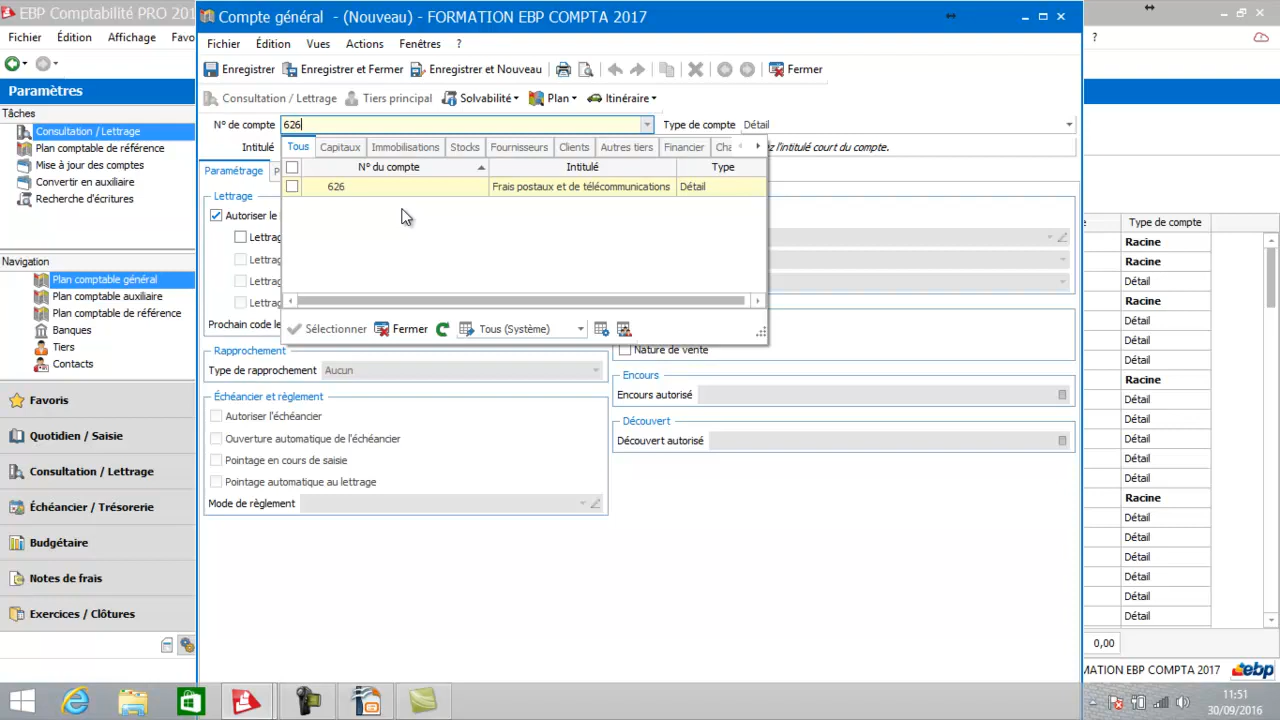 EBP Comptabilité PRO 201
Fichier Édition Affichage Favo
Paramètres
Tâches
Consultation / Lettrage
Plan comptable de référence
Mise à jour des comptes
Convertir en auxiliaire
Recherche d'écritures
Navigation
Plan comptable général
Plan comptable auxiliaire
Plan comptable de référence
Banques
Tiers
Contacts
Favoris
Quotidien / Saisie
Consultation / Lettrage
Échéancier / Trésorerie
Budgétaire
Notes de frais
Exercices / Clôtures
Compte général - (Nouveau) - FORMATION EBP COMPTA 2017
Fichier Édition Vues Actions Fenêtres ?
Enregistrer Enregistrer et Fermer Enregistrer et Nouveau Fermer
Consultation / Lettrage Tiers principal Solvabilité Plan Itinéraire
N° de compte 626 Type de compte Détail
Intitulé z l'intitulé court du compte.
Tous Capitaux Immobilisations Stocks Fournisseurs Clients Autres tiers Financier Cha
N° du compte Intitulé Type
626 Frais postaux et de télécommunications Détail
Sélectionner Fermer Tous (Système)
Paramétrage P
Lettrage
Autoriser le
Lettrag
Lettrag
Lettrag
Lettrag
Prochain code le
Rapprochement
Type de rapprochement Aucun
Échéancier et règlement
Autoriser l'échéancier
Ouverture automatique de l'échéancier
Pointage en cours de saisie
Pointage automatique au lettrage
Mode de règlement
Nature de vente
Encours
Encours autorisé
Découvert
Découvert autorisé
?
e Type de compte
Racine
Racine
Détail
Racine
Détail
Détail
Détail
Racine
Détail
Détail
Détail
Détail
Détail
Racine
Détail
Détail
Détail
Détail
Détail
Détail
0,00
MATION EBP COMPTA 2017 ebp
11:51
30/09/2016